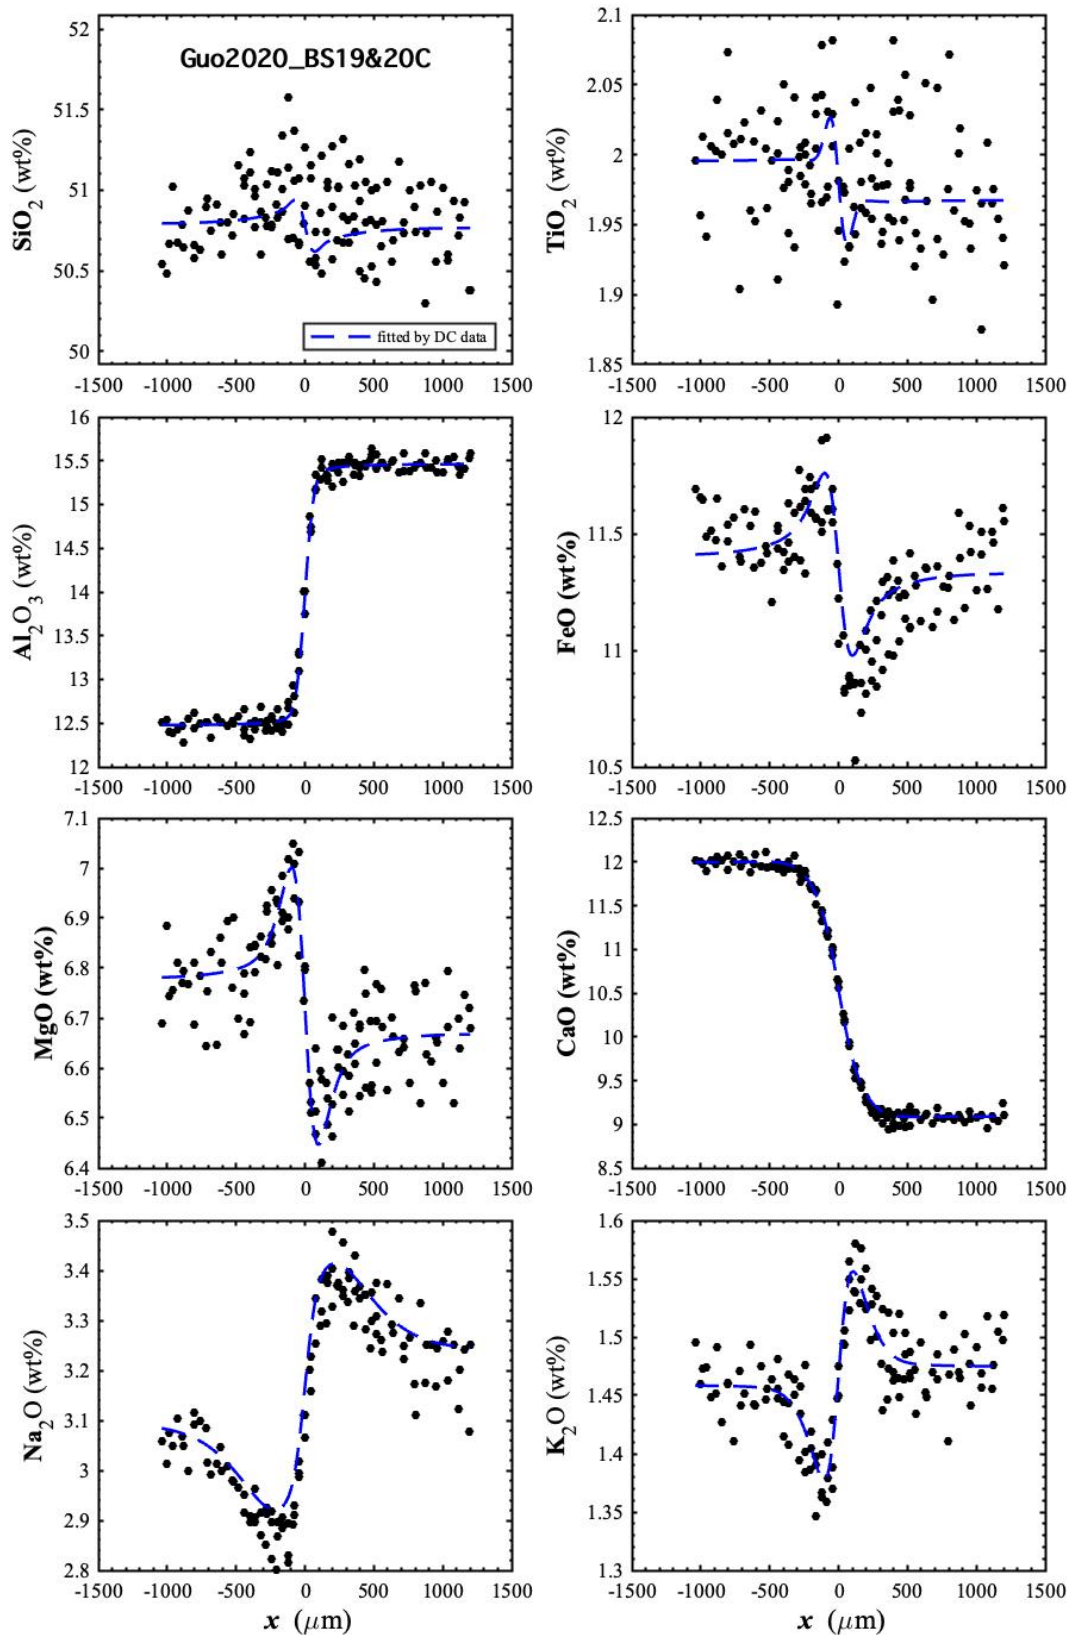 52.
51.5
51
50.5
50
SiO2 (wt%)
Guo2020_BS19&20C
fitted by DC data
-1500 -1000 -500 0 500 1000 1500
2.1
2.05
2
1.95
1.9
1.85
TiO2 (wt%)
-1500 -1000 -500 0 500 1000 1500
16
15.5
15
14.5
14
13.5
13
12.5
12
Al2O3 (wt%)
-1500 -1000 -500 0 500 1000 1500
12
11.5
11
10.5
FeO (wt%)
-1500 -1000 -500 0 500 1000 1500
7.1
7
6.9
6.8
6.7
6.6
6.5
6.4
MgO (wt%)
-1500 -1000 -500 0 500 1000 1500
12.5
12
11.5
11
10.5
10
9.5
9
8.5
CaO (wt%)
-1500 -1000 -500 0 500 1000 1500
3.5
3.4
3.3
3.2
3.1
3
2.9
2.8
Na2O (wt%)
-1500 -1000 -500 0 500 1000 1500
x (μm)
1.6
1.55
1.5
1.45
1.4
1.35
1.3
K2O (wt%)
-1500 -1000 -500 0 500 1000 1500
x (μm)